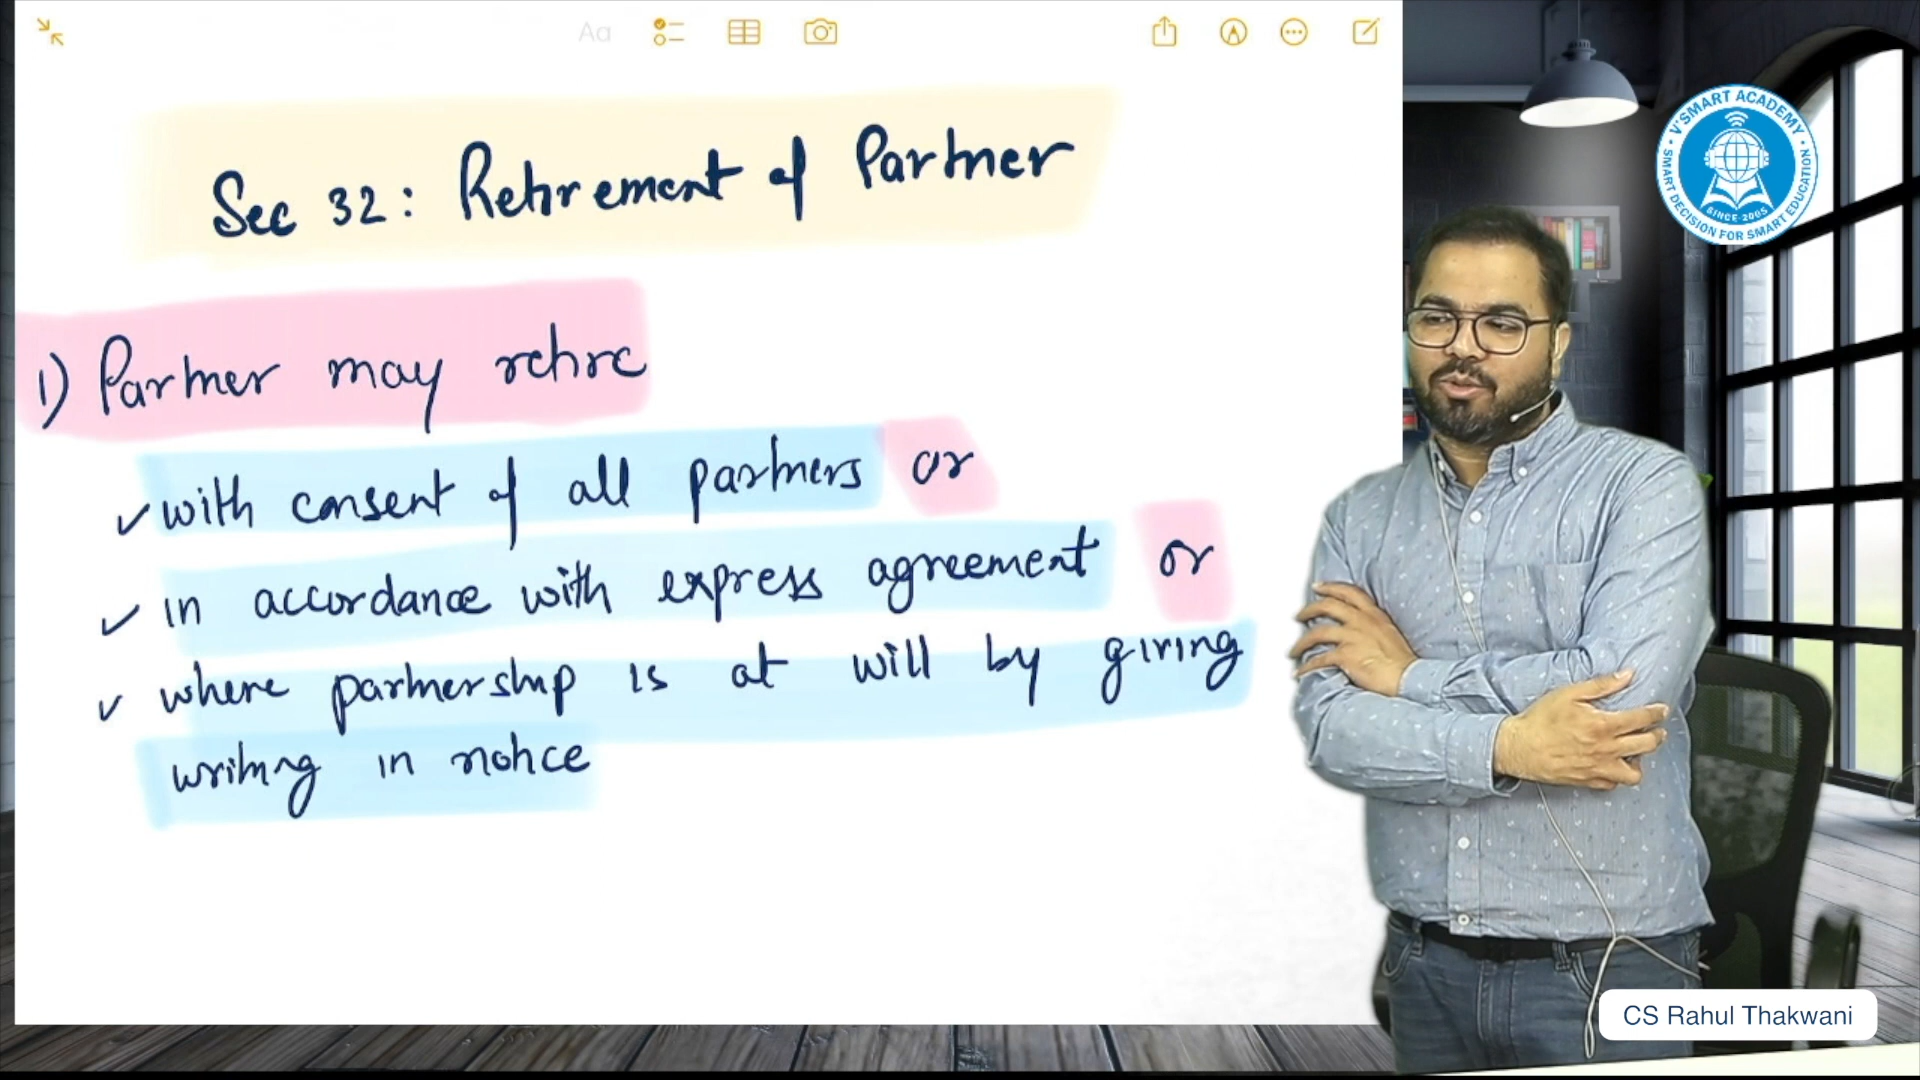 Aa
Sec 32: Retirement of Partner
1) Partner may retire
✓ with consent of all partners or
✓ in accordance with express agreement or
✓ where partnership is at will by giving
writing in notice
V'SMART ACADEMY
SMART DECISION FOR SMART EDUCATION
SINCE-2005
CS Rahul Thakwani